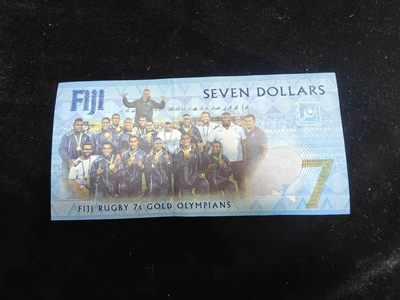 FIJI
SEVEN DOLLARS
7
FIJI RUGBY 7s GOLD OLYMPIANS